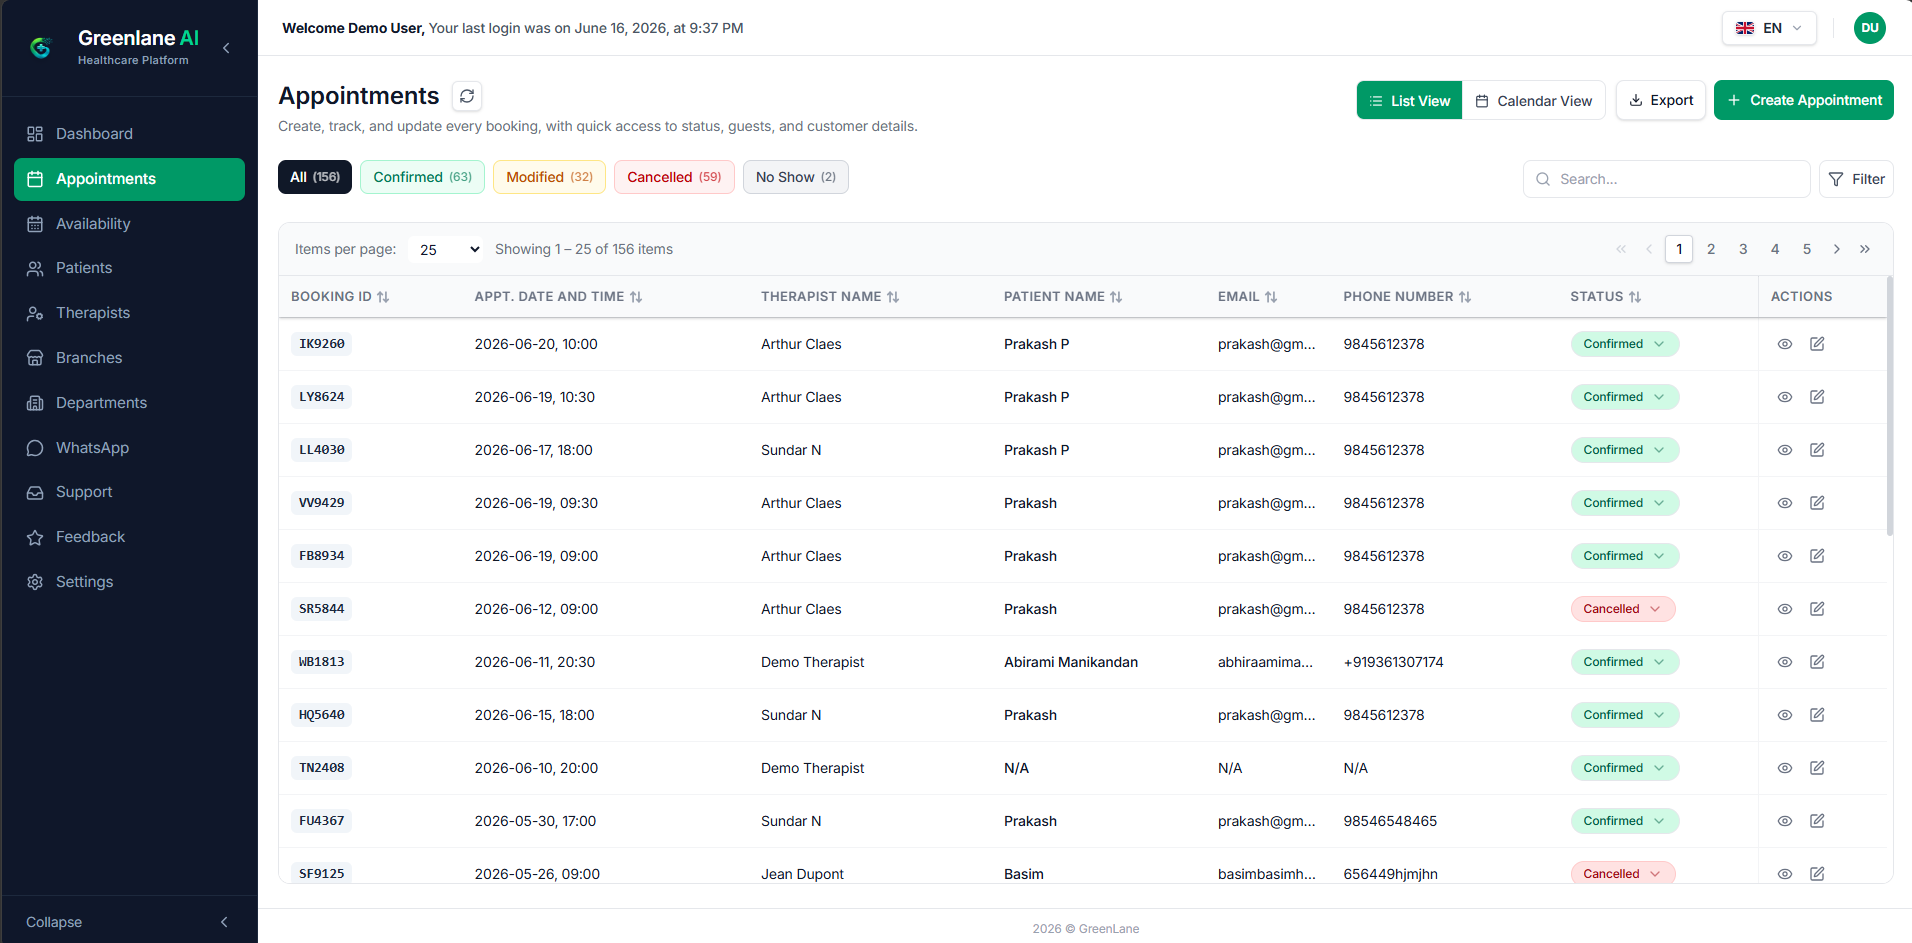 Greenlane AI
Healthcare Platform
Dashboard
Appointments
Availability
Patients
Therapists
Branches
Departments
WhatsApp
Support
Feedback
Settings
Collapse
Welcome Demo User, Your last login was on June 16, 2026, at 9:37 PM
EN
DU
Appointments
Create, track, and update every booking, with quick access to status, guests, and customer details.
List View
Calendar View
Export
Create Appointment
All (156)
Confirmed (63)
Modified (32)
Cancelled (59)
No Show (2)
Search...
Filter
Items per page: 25 Showing 1 – 25 of 156 items
1 2 3 4 5
BOOKING ID APPT. DATE AND TIME THERAPIST NAME PATIENT NAME EMAIL PHONE NUMBER STATUS ACTIONS
IK9260 2026-06-20, 10:00 Arthur Claes Prakash P prakash@gm... 9845612378 Confirmed
LY8624 2026-06-19, 10:30 Arthur Claes Prakash P prakash@gm... 9845612378 Confirmed
LL4030 2026-06-17, 18:00 Sundar N Prakash P prakash@gm... 9845612378 Confirmed
VV9429 2026-06-19, 09:30 Arthur Claes Prakash prakash@gm... 9845612378 Confirmed
FB8934 2026-06-19, 09:00 Arthur Claes Prakash prakash@gm... 9845612378 Confirmed
SR5844 2026-06-12, 09:00 Arthur Claes Prakash prakash@gm... 9845612378 Cancelled
WB1813 2026-06-11, 20:30 Demo Therapist Abirami Manikandan abhiraamima... +919361307174 Confirmed
HQ5640 2026-06-15, 18:00 Sundar N Prakash prakash@gm... 9845612378 Confirmed
TN2408 2026-06-10, 20:00 Demo Therapist N/A N/A N/A Confirmed
FU4367 2026-05-30, 17:00 Sundar N Prakash prakash@gm... 98546548465 Confirmed
SF9125 2026-05-26, 09:00 Jean Dupont Basim basimbasimh... 656449hjmjhn Cancelled
2026 © GreenLane